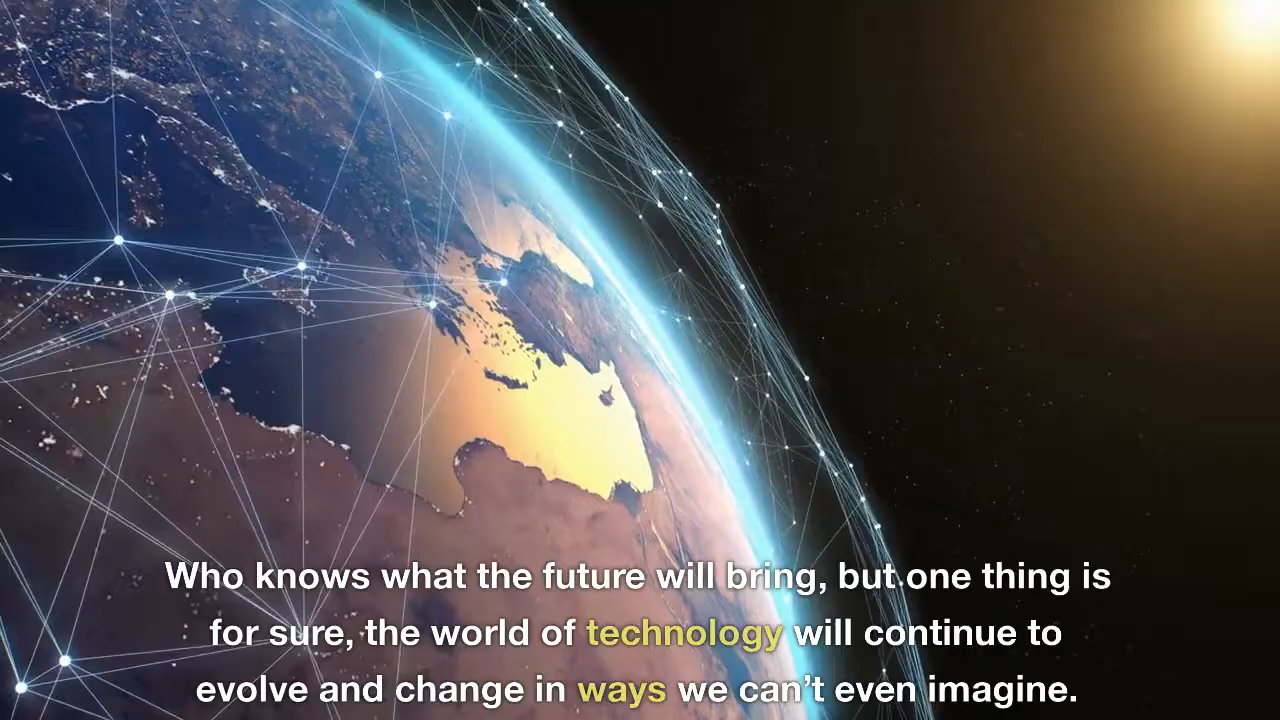 Who knows what the future will bring, but one thing is
for sure, the world of technology will continue to
evolve and change in ways we can't even imagine.